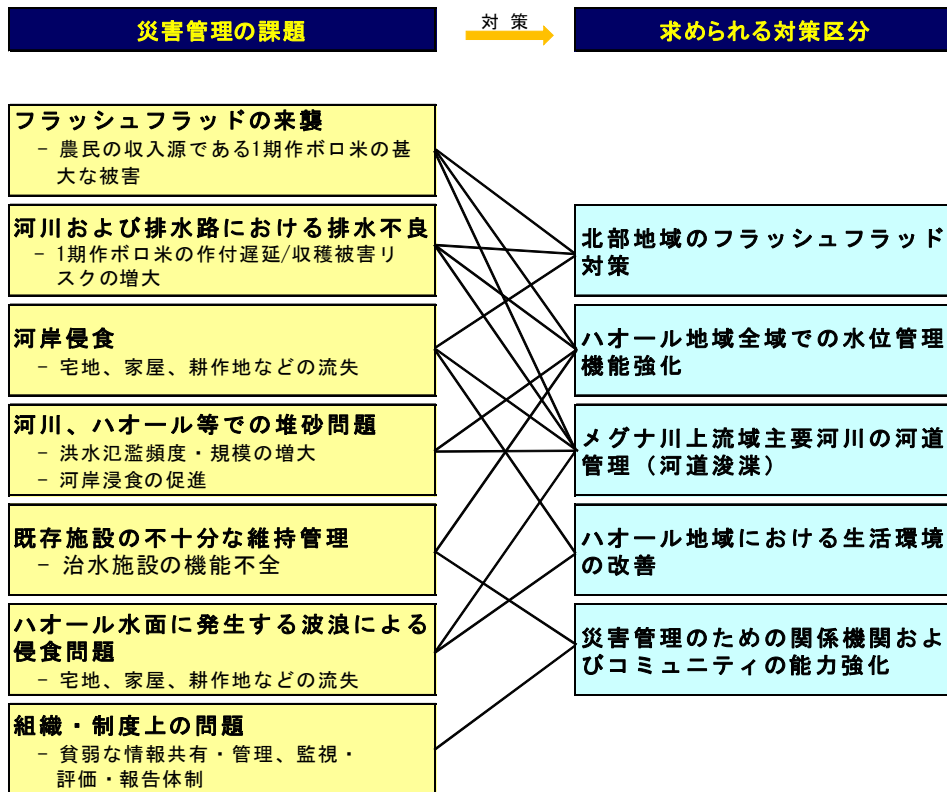 災害管理の課題
対 策
求められる対策区分
フラッシュフラッドの来襲
- 農民の収入源である1期作ボロ米の甚
大な被害
河川および排水路における排水不良
- 1期作ボロ米の作付遅延/収穫被害リ
スクの増大
河岸侵食
- 宅地、家屋、耕作地などの流失
河川、ハオール等での堆砂問題
- 洪水氾濫頻度・規模の増大
- 河岸浸食の促進
既存施設の不十分な維持管理
- 治水施設の機能不全
ハオール水面に発生する波浪による
侵食問題
- 宅地、家屋、耕作地などの流失
組織・制度上の問題
- 貧弱な情報共有・管理、監視・
評価・報告体制
北部地域のフラッシュフラッド
対策
ハオール地域全域での水位管理
機能強化
メグナ川上流域主要河川の河道
管理（河道浚渫）
ハオール地域における生活環境
の改善
災害管理のための関係機関およ
びコミュニティの能力強化